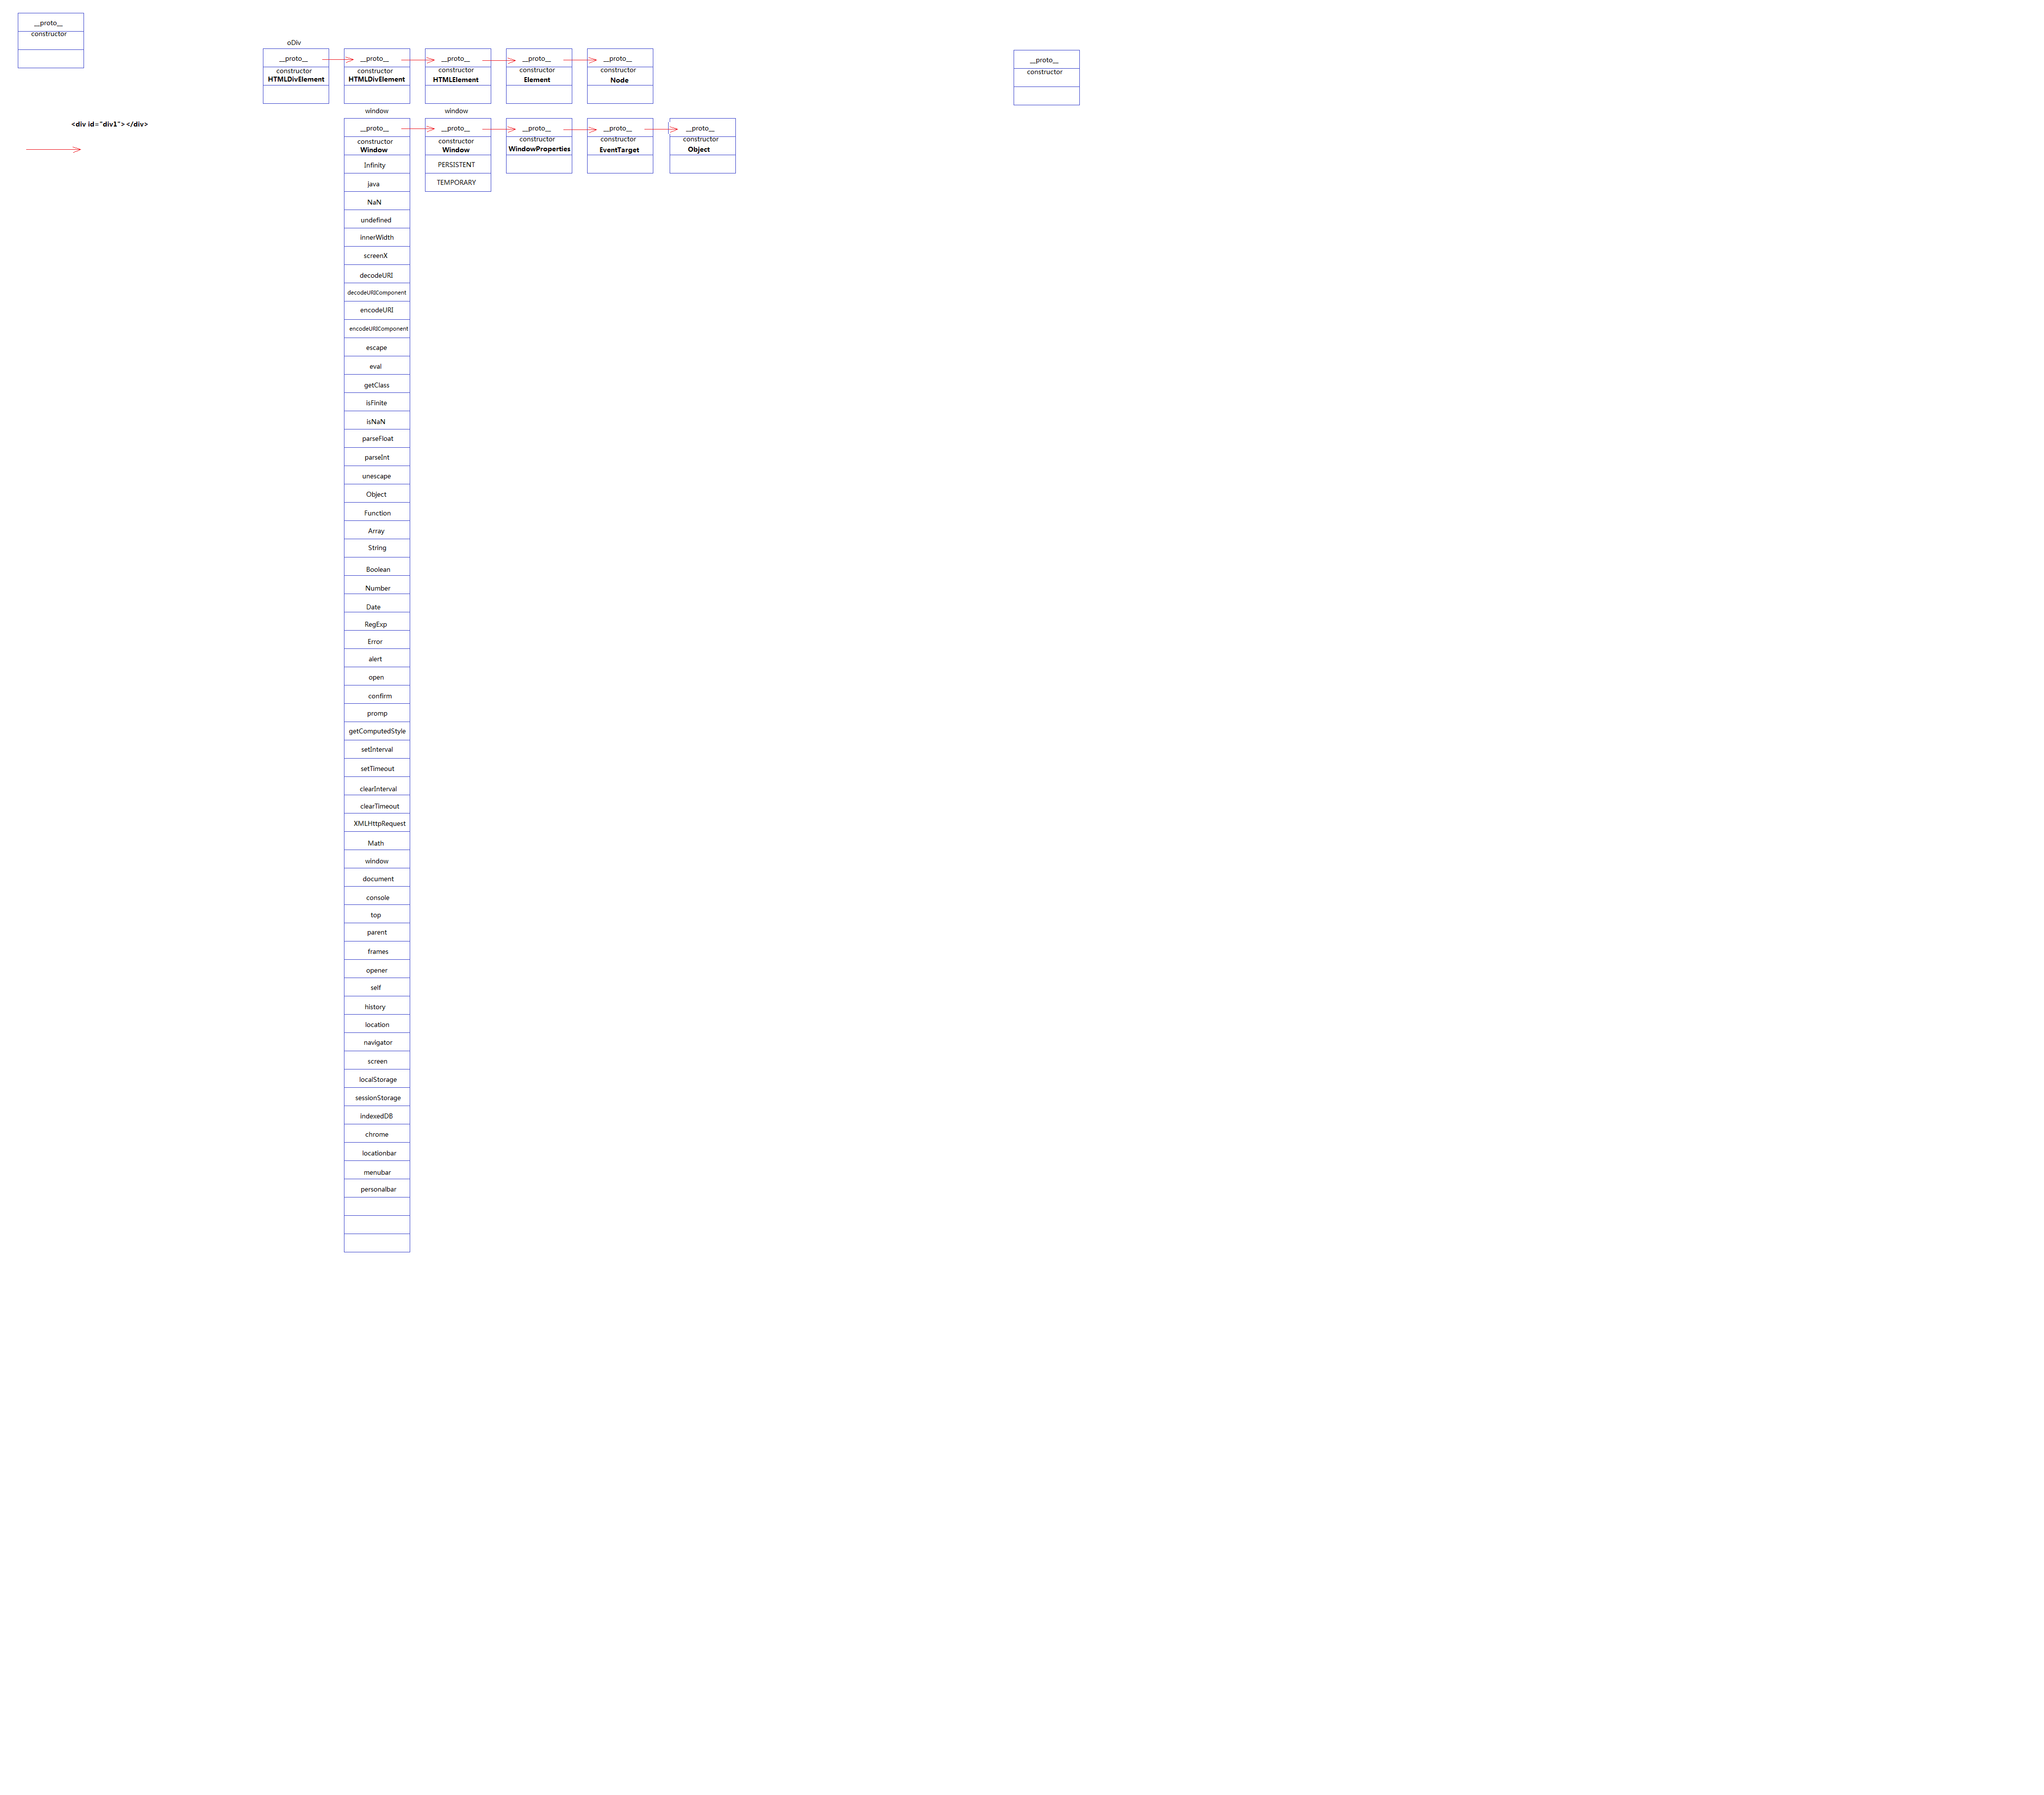 __proto__
constructor
oDiv
__proto__
constructor
HTMLDivElement
__proto__
constructor
HTMLDivElement
__proto__
constructor
HTMLElement
__proto__
constructor
Element
__proto__
constructor
Node
__proto__
constructor
<div id="div1"></div>
window
__proto__
constructor
Window
Infinity
java
NaN
undefined
innerWidth
screenX
decodeURI
decodeURIComponent
encodeURI
encodeURIComponent
escape
eval
getClass
isFinite
isNaN
parseFloat
parseInt
unescape
Object
Function
Array
String
Boolean
Number
Date
RegExp
Error
alert
open
confirm
promp
getComputedStyle
setInterval
setTimeout
clearInterval
clearTimeout
XMLHttpRequest
Math
window
document
console
top
parent
frames
opener
self
history
location
navigator
screen
localStorage
sessionStorage
indexedDB
chrome
locationbar
menubar
personalbar
window
__proto__
constructor
Window
PERSISTENT
TEMPORARY
__proto__
constructor
WindowProperties
__proto__
constructor
EventTarget
__proto__
constructor
Object